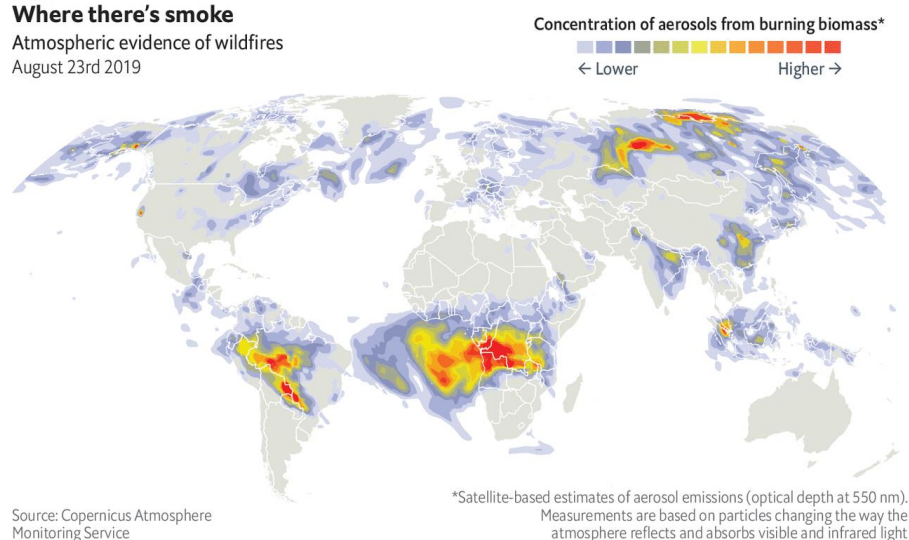 Where there's smoke
Atmospheric evidence of wildfires
August 23rd 2019
Concentration of aerosols from burning biomass*
← Lower
Higher →
*Satellite-based estimates of aerosol emissions (optical depth at 550 nm).
Measurements are based on particles changing the way the
atmosphere reflects and absorbs visible and infrared light
Source: Copernicus Atmosphere
Monitoring Service